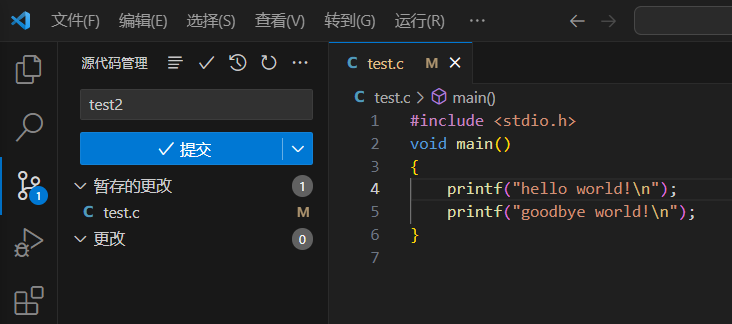 文件(F) 编辑(E) 选择(S) 查看(V) 转到(G) 运行(R) ···
源代码管理
test2
提交
暂存的更改 1
test.c M
更改 0
1
test.c M
test.c > main()
1 #include <stdio.h>
2 void main()
3 {
4 printf("hello world!\n");
5 printf("goodbye world!\n");
6 }
7